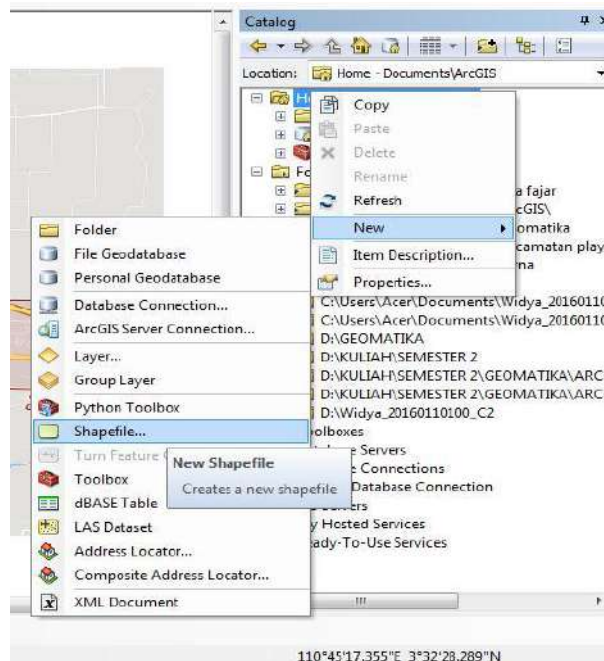 Catalog
Location: Home - Documents\ArcGIS
Copy
Paste
Delete
Rename
Refresh
New
Item Description...
Properties...
a fajar
cGIS\
omatika
camatan play
na
Folder
File Geodatabase
Personal Geodatabase
Database Connection...
ArcGIS Server Connection...
Layer...
Group Layer
Python Toolbox
Shapefile...
Turn Feature
Toolbox
dBASE Table
LAS Dataset
Address Locator...
Composite Address Locator...
XML Document
New Shapefile
Creates a new shapefile
C:\Users\Acer\Documents\Widya_2016011010
C:\Users\Acer\Documents\Widya_2016011010
D:\GEOMATIKA
D:\KULIAH\SEMESTER 2
D:\KULIAH\SEMESTER 2\GEOMATIKA\ARC
D:\KULIAH\SEMESTER 2\GEOMATIKA\ARC
D:\Widya_20160110100_C2
olboxes
e Servers
e Connections
Database Connection
ers
y Hosted Services
ady-To-Use Services
110°45'17.355"E 3°32'28.289"N